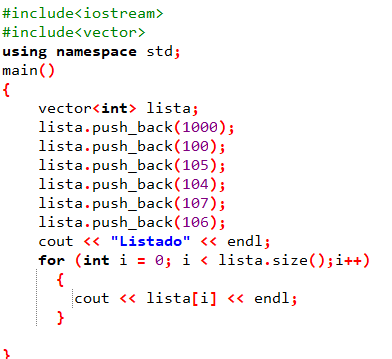 #include<iostream>
#include<vector>
using namespace std;
main()
{
vector<int> lista;
lista.push_back(1000);
lista.push_back(100);
lista.push_back(105);
lista.push_back(104);
lista.push_back(107);
lista.push_back(106);
cout << "Listado" << endl;
for (int i = 0; i < lista.size();i++)
{
cout << lista[i] << endl;
}
}